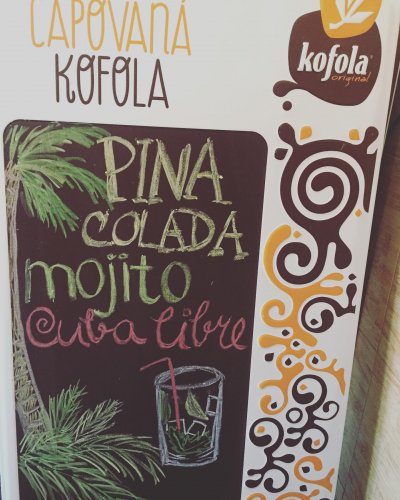 ČAPOVANÁ
KOFOLA
kofola
original
PINA
COLADA
mojito
Cuba libre